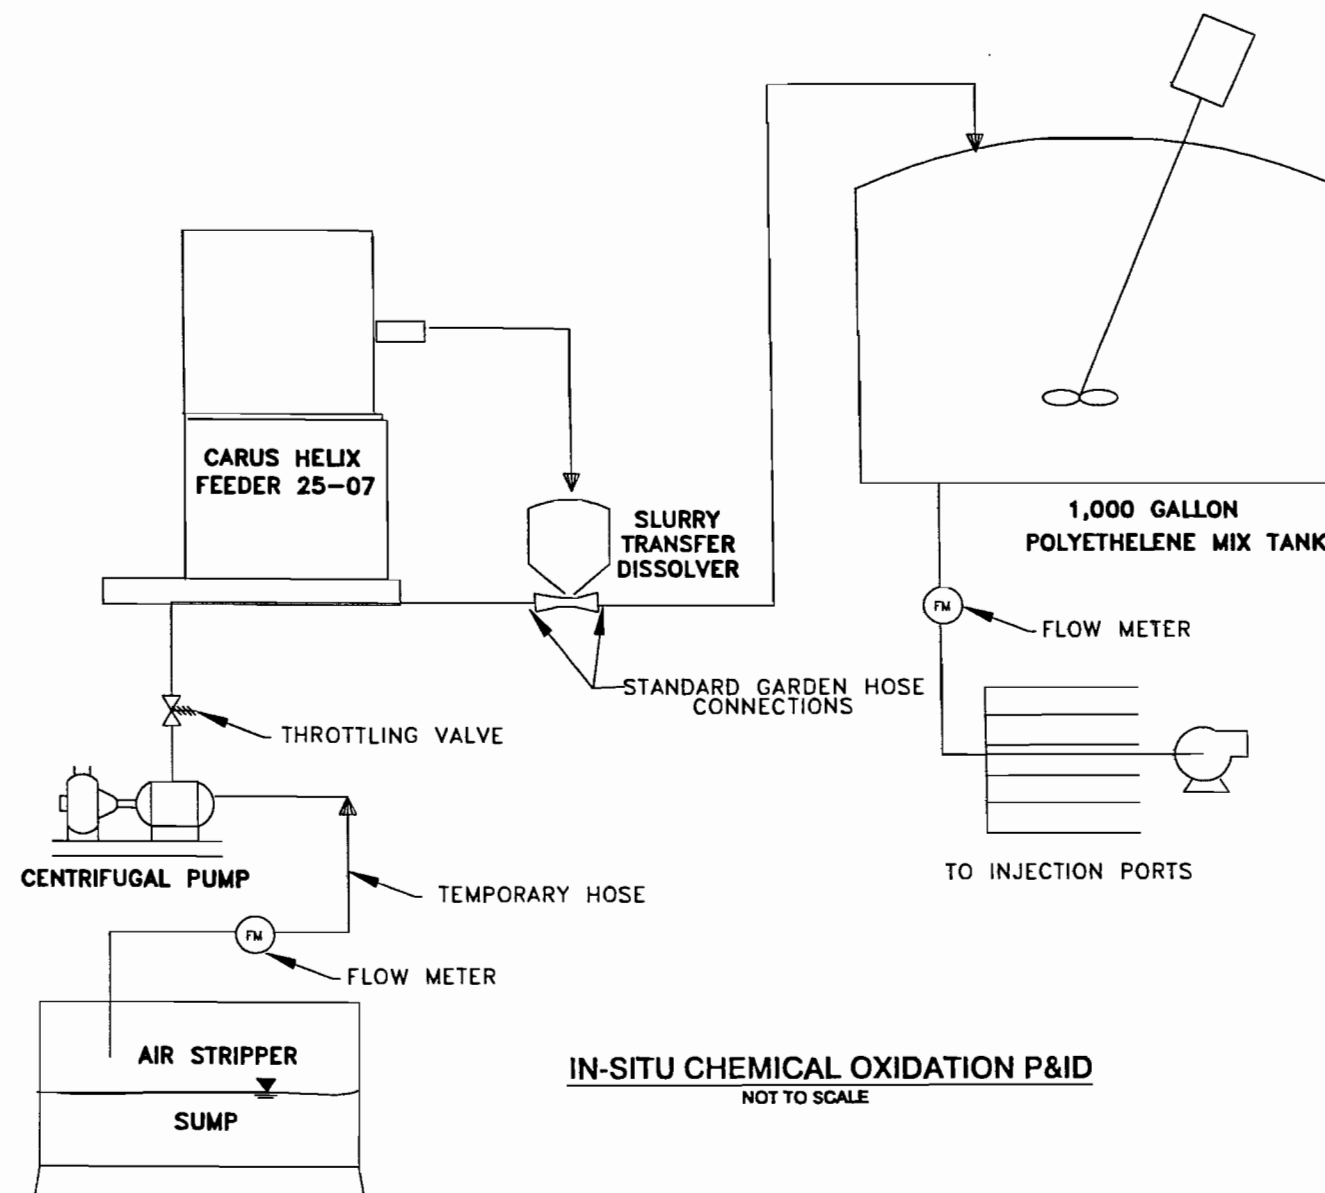 CARUS HELIX
FEEDER 25-07
SLURRY
TRANSFER
DISSOLVER
1,000 GALLON
POLYETHELENE MIX TANK
FM
FLOW METER
STANDARD GARDEN HOSE
CONNECTIONS
THROTTLING VALVE
CENTRIFUGAL PUMP
TEMPORARY HOSE
TO INJECTION PORTS
FM
FLOW METER
AIR STRIPPER
SUMP
IN-SITU CHEMICAL OXIDATION P&ID
NOT TO SCALE